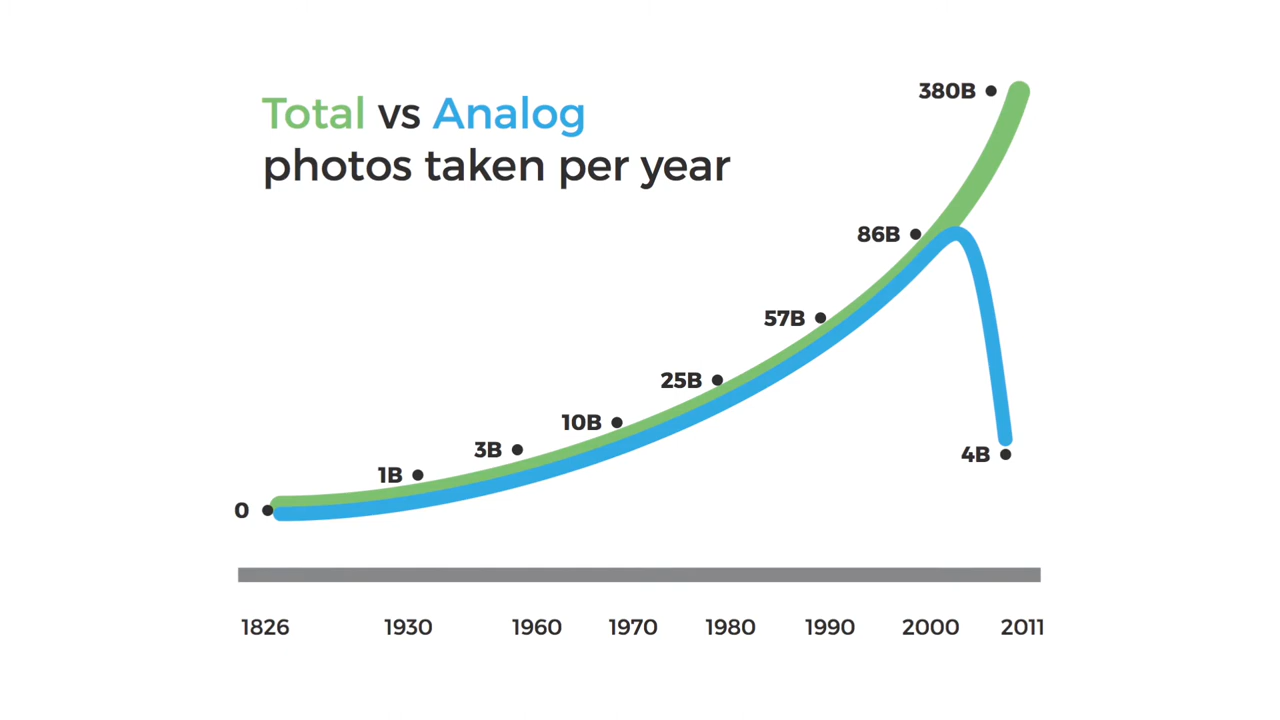 Total vs Analog
photos taken per year
380B
86B
57B
25B
10B
3B
1B
4B
0
1826 1930 1960 1970 1980 1990 2000 2011